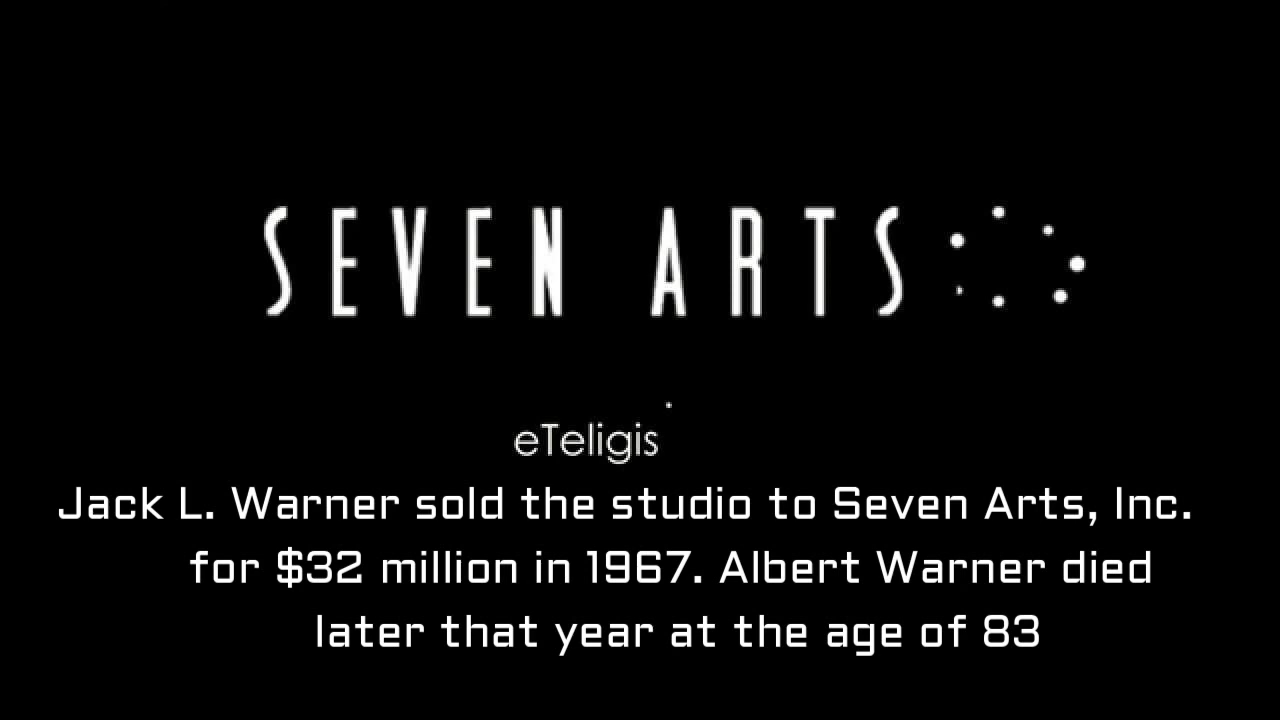 SEVEN ARTS
eTeligis
Jack L. Warner sold the studio to Seven Arts, Inc.
for $32 million in 1967. Albert Warner died
later that year at the age of 83